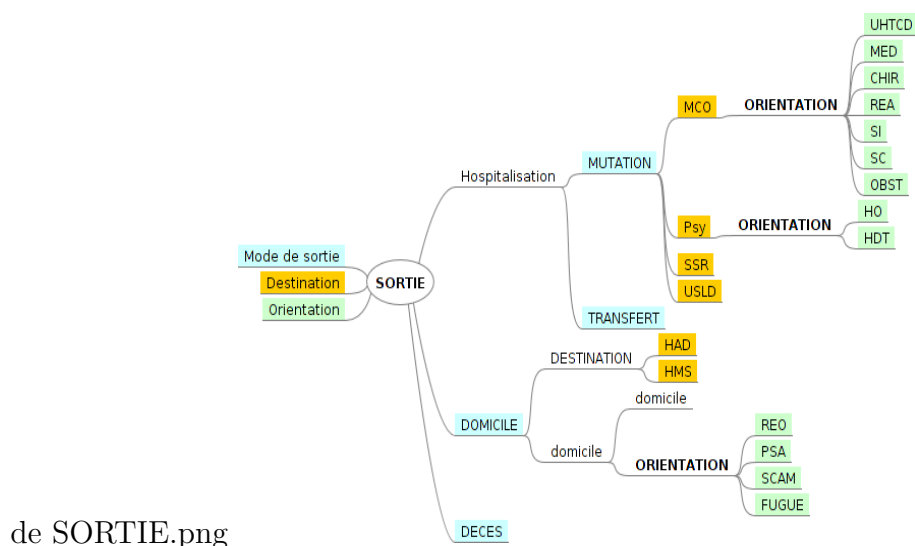 Mode de sortie
Destination
Orientation
SORTIE
Hospitalisation
MUTATION
MCO
ORIENTATION
UHTCD
MED
CHIR
REA
SI
SC
OBST
Psy
ORIENTATION
HO
HDT
SSR
USLD
TRANSFERT
DOMICILE
DESTINATION
HAD
HMS
domicile
domicile
ORIENTATION
REO
PSA
SCAM
FUGUE
DECES
de SORTIE.png